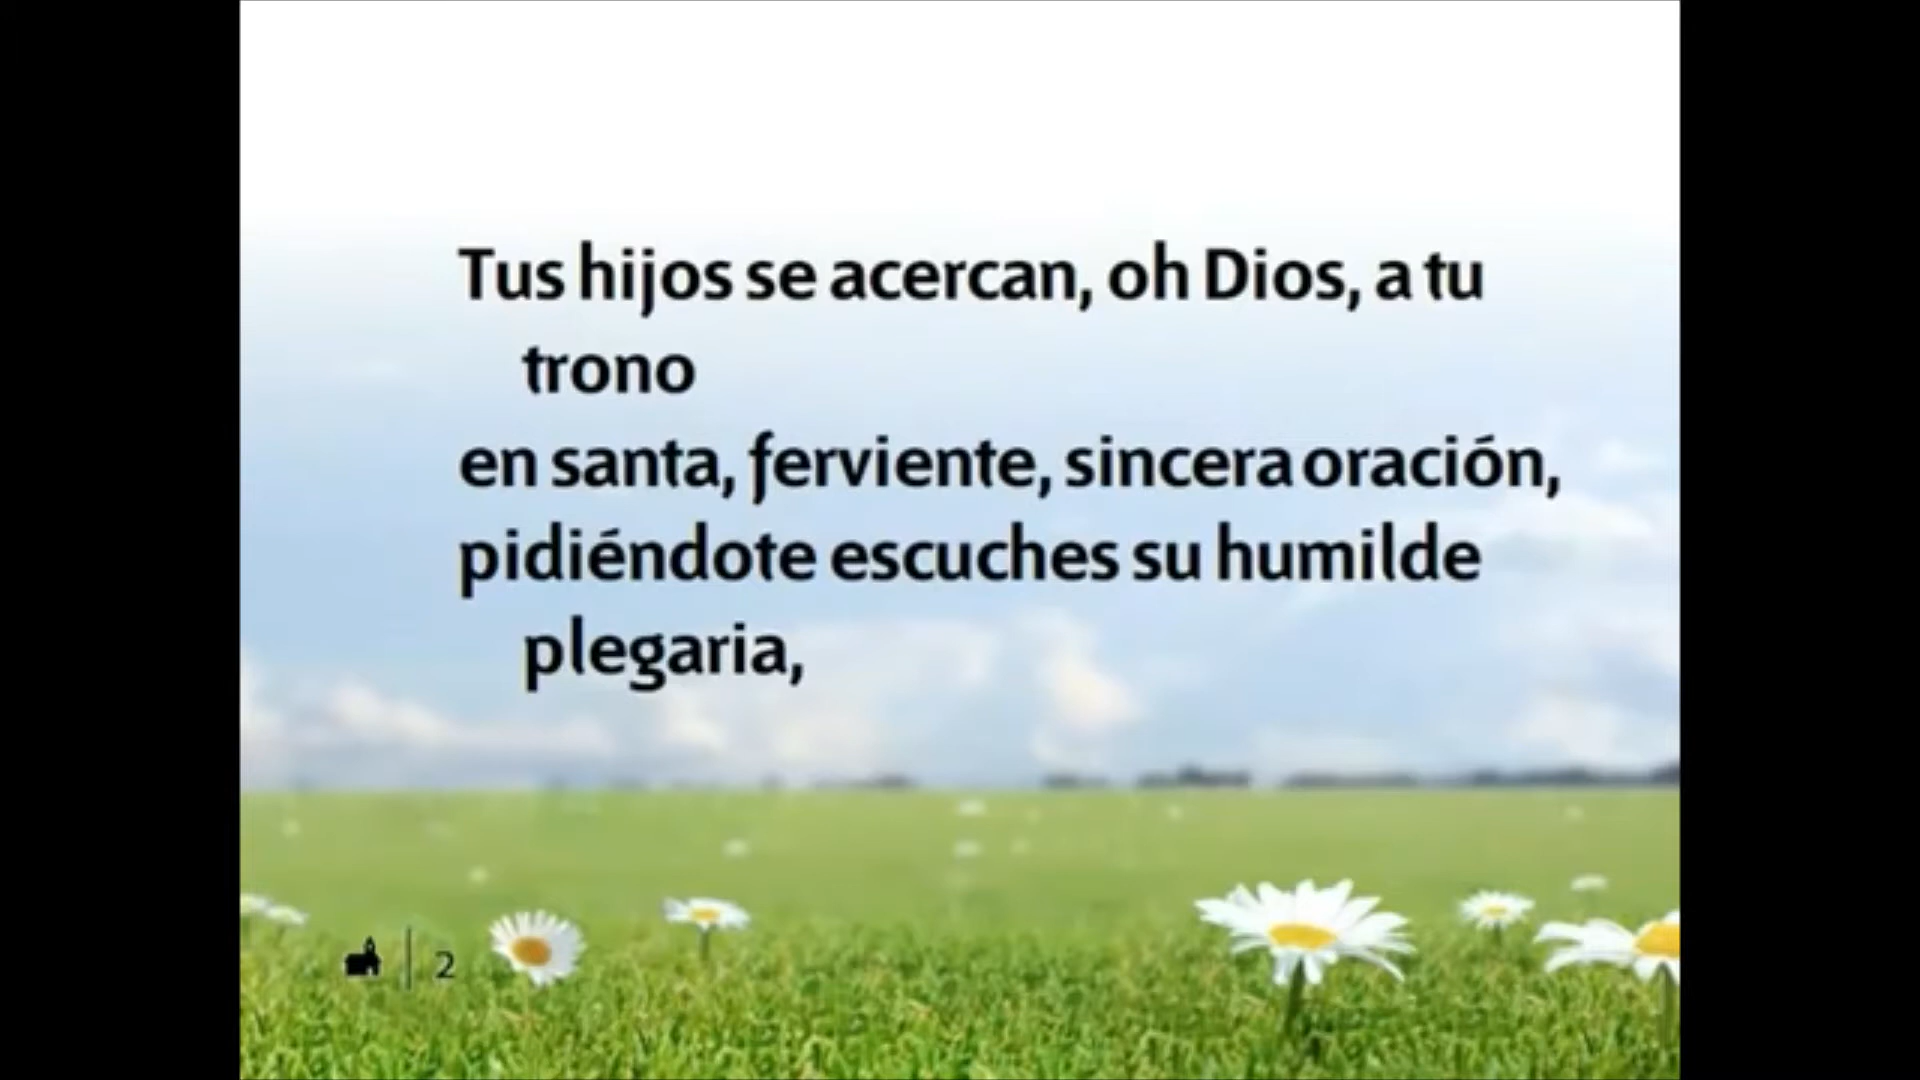 Tus hijos se acercan, oh Dios, a tu
trono
en santa, ferviente, sincera oración,
pidiéndote escuches su humilde
plegaria,
2